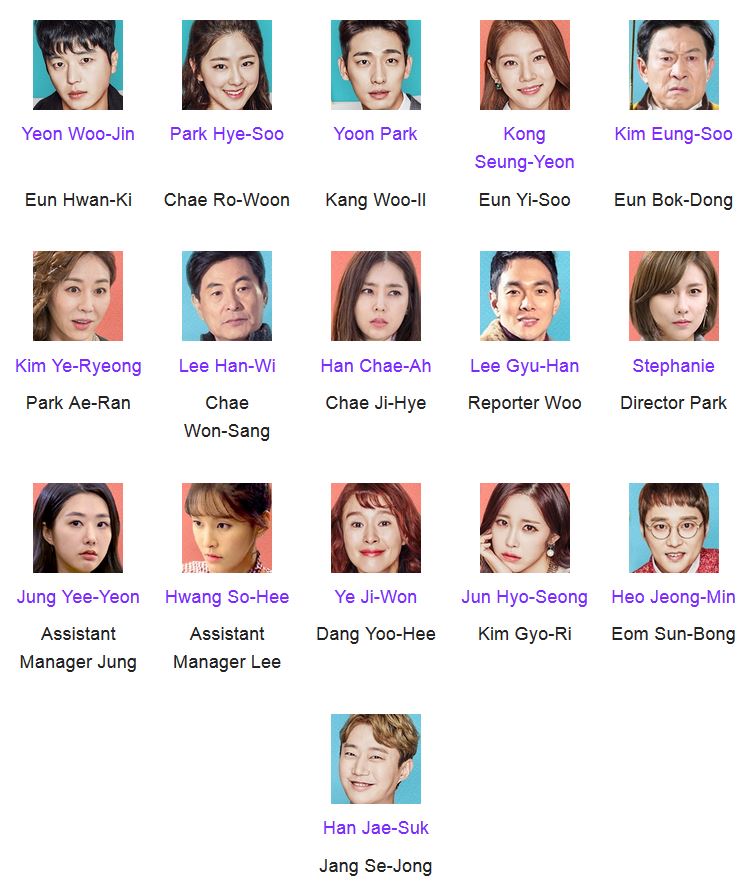 Yeon Woo-Jin
Park Hye-Soo
Yoon Park
Kong
Seung-Yeon
Kim Eung-Soo
Eun Hwan-Ki
Chae Ro-Woon
Kang Woo-Il
Eun Yi-Soo
Eun Bok-Dong
Kim Ye-Ryeong
Lee Han-Wi
Han Chae-Ah
Lee Gyu-Han
Stephanie
Park Ae-Ran
Chae
Won-Sang
Chae Ji-Hye
Reporter Woo
Director Park
Jung Yee-Yeon
Hwang So-Hee
Ye Ji-Won
Jun Hyo-Seong
Heo Jeong-Min
Assistant
Manager Jung
Assistant
Manager Lee
Dang Yoo-Hee
Kim Gyo-Ri
Eom Sun-Bong
Han Jae-Suk
Jang Se-Jong